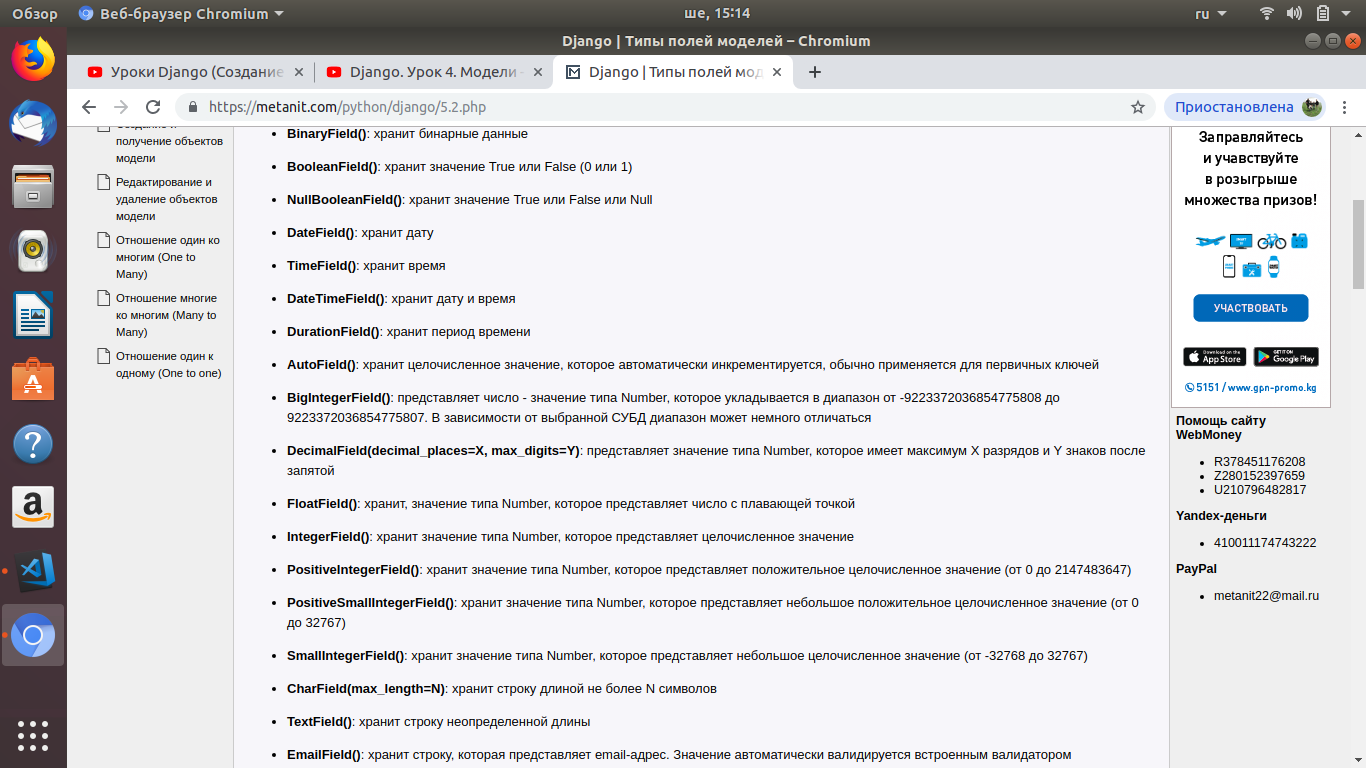 Обзор
Веб-браузер Chromium
ше, 15:14
ru
Django | Типы полей моделей – Chromium
Уроки Django (Создание
Django. Урок 4. Модели -
Django | Типы полей мод
https://metanit.com/python/django/5.2.php
Приостановлена
получение объектов
модели
Редактирование и
удаление объектов
модели
Отношение один ко
многим (One to
Many)
Отношение многие
ко многим (Many to
Many)
Отношение один к
одному (One to one)
BinaryField(): хранит бинарные данные
BooleanField(): хранит значение True или False (0 или 1)
NullBooleanField(): хранит значение True или False или Null
DateField(): хранит дату
TimeField(): хранит время
DateTimeField(): хранит дату и время
DurationField(): хранит период времени
AutoField(): хранит целочисленное значение, которое автоматически инкрементируется, обычно применяется для первичных ключей
BigIntegerField(): представляет число - значение типа Number, которое укладывается в диапазон от -9223372036854775808 до
9223372036854775807. В зависимости от выбранной СУБД диапазон может немного отличаться
DecimalField(decimal_places=X, max_digits=Y): представляет значение типа Number, которое имеет максимум X разрядов и Y знаков после
запятой
FloatField(): хранит, значение типа Number, которое представляет число с плавающей точкой
IntegerField(): хранит значение типа Number, которое представляет целочисленное значение
PositiveIntegerField(): хранит значение типа Number, которое представляет положительное целочисленное значение (от 0 до 2147483647)
PositiveSmallIntegerField(): хранит значение типа Number, которое представляет небольшое положительное целочисленное значение (от 0
до 32767)
SmallIntegerField(): хранит значение типа Number, которое представляет небольшое целочисленное значение (от -32768 до 32767)
CharField(max_length=N): хранит строку длиной не более N символов
TextField(): хранит строку неопределенной длины
EmailField(): хранит строку, которая представляет email-адрес. Значение автоматически валидируется встроенным валидатором
Заправляйтесь
и учавствуйте
в розыгрыше
множества призов!
УЧАСТВОВАТЬ
Download on the
App Store
GET IT ON
Google Play
5151 / www.gpn-promo.kg
Помощь сайту
WebMoney
R378451176208
Z280152397659
U210796482817
Yandex-деньги
410011174743222
PayPal
metanit22@mail.ru